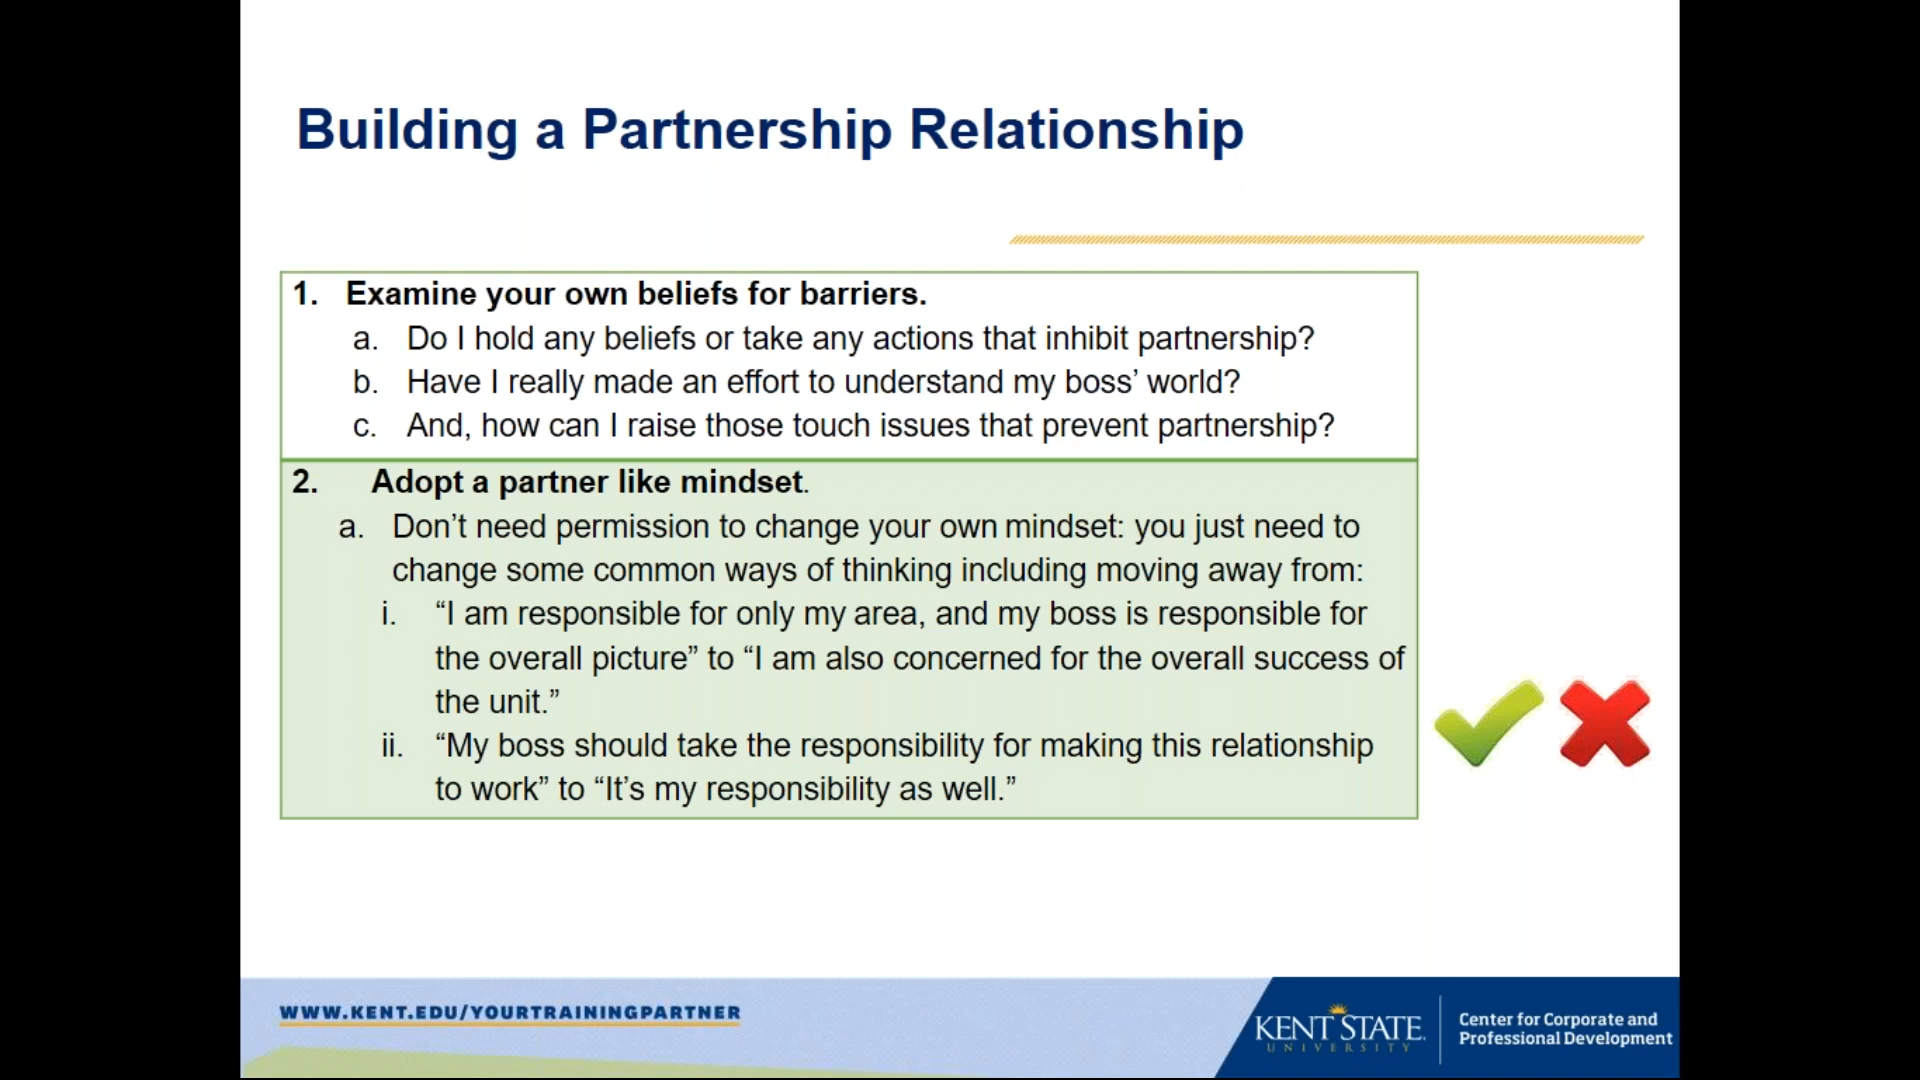 Building a Partnership Relationship
1. Examine your own beliefs for barriers.
a. Do I hold any beliefs or take any actions that inhibit partnership?
b. Have I really made an effort to understand my boss’ world?
c. And, how can I raise those touch issues that prevent partnership?
2. Adopt a partner like mindset.
a. Don’t need permission to change your own mindset: you just need to
change some common ways of thinking including moving away from:
i. “I am responsible for only my area, and my boss is responsible for
the overall picture” to “I am also concerned for the overall success of
the unit.”
ii. “My boss should take the responsibility for making this relationship
to work” to “It’s my responsibility as well.”
WWW.KENT.EDU/YOURTRAININGPARTNER
KENT STATE
UNIVERSITY
Center for Corporate and
Professional Development